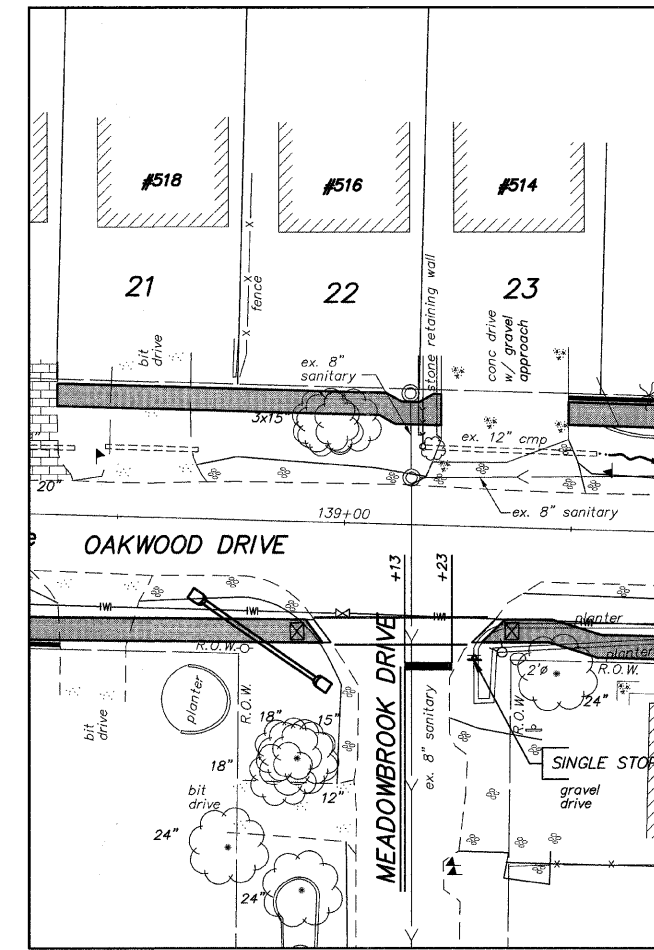 #518
#516
#514
21
22
23
fence
stone retaining wall
conc drive
w/ gravel
approach
bit
drive
ex. 8"
sanitary
3x15"
ex. 12" cmp
20"
ex. 8" sanitary
139+00
OAKWOOD DRIVE
+13
+23
planter
planter
R.O.W.
R.O.W.
2'ø
24"
R.O.W.
R.O.W.
planter
MEADOWBROOK DRIVE
ex. 8" sanitary
bit
drive
18"
15"
18"
12"
bit
drive
24"
24"
SINGLE STO
gravel
drive